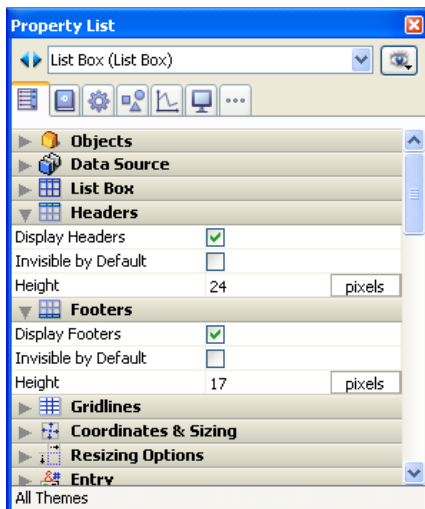 Property List
List Box (List Box)
Objects
Data Source
List Box
Headers
Display Headers
Invisible by Default
Height 24 pixels
Footers
Display Footers
Invisible by Default
Height 17 pixels
Gridlines
Coordinates & Sizing
Resizing Options
Entry
All Themes